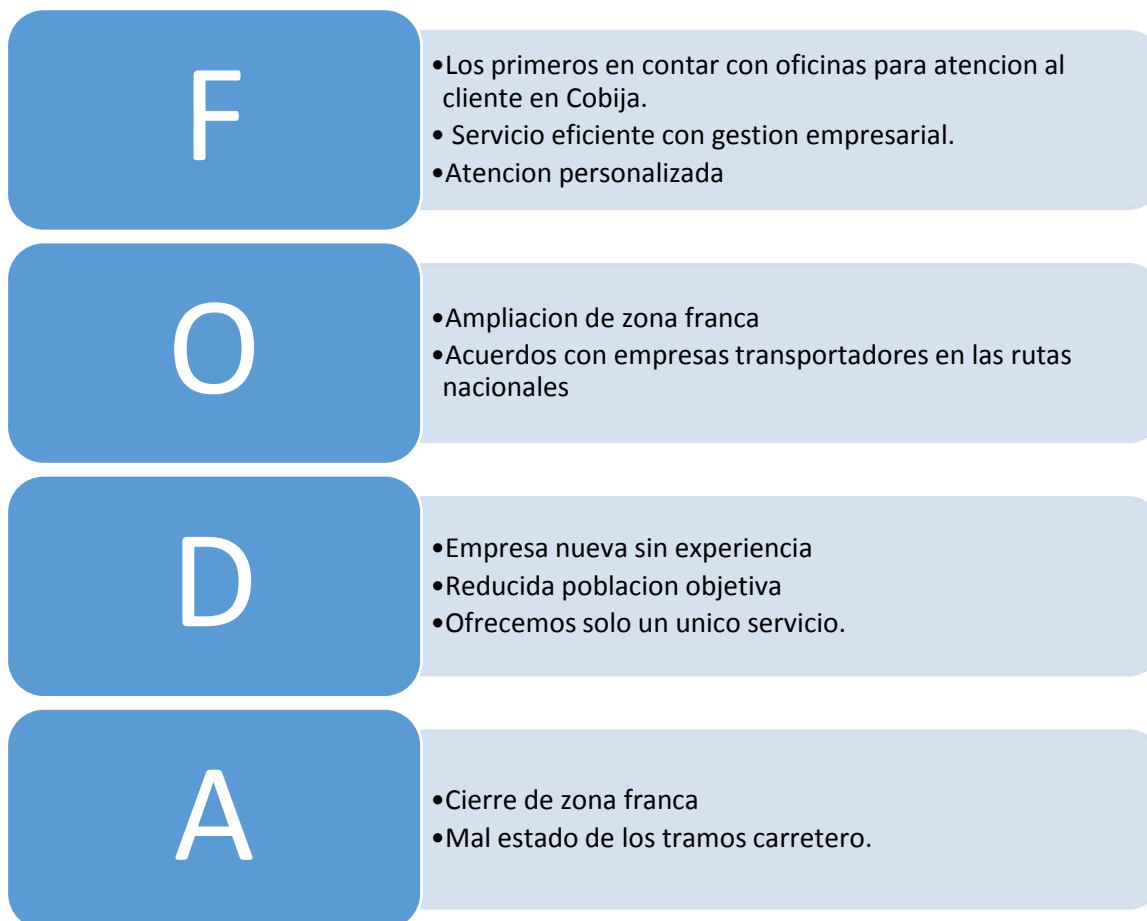 F
•Los primeros en contar con oficinas para atencion al
cliente en Cobija.
• Servicio eficiente con gestion empresarial.
•Atencion personalizada
O
•Ampliacion de zona franca
•Acuerdos con empresas transportadores en las rutas
nacionales
D
•Empresa nueva sin experiencia
•Reducida poblacion objetiva
•Ofrecemos solo un unico servicio.
A
•Cierre de zona franca
•Mal estado de los tramos carretero.